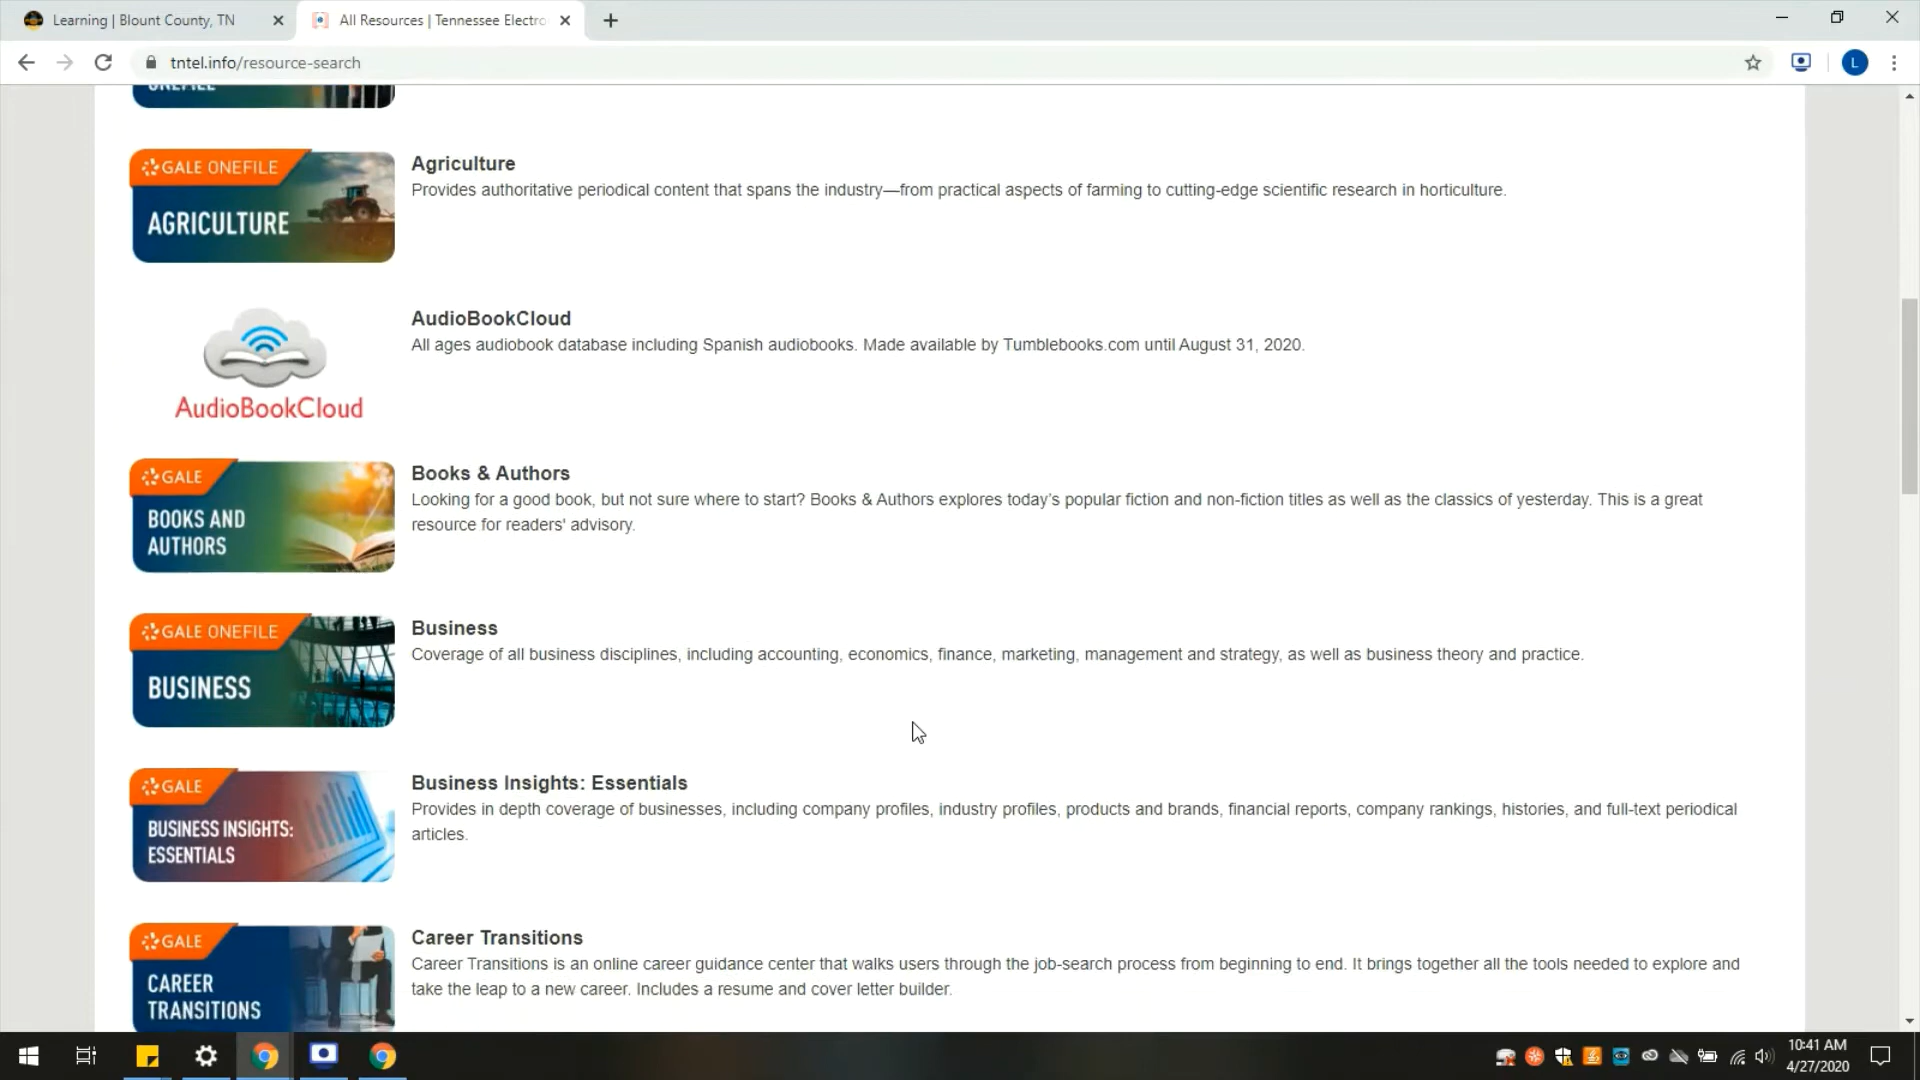 Learning | Blount County, TN
All Resources | Tennessee Electro
tntel.info/resource-search
L
ONEFILE
GALE ONEFILE
AGRICULTURE
Agriculture
Provides authoritative periodical content that spans the industry—from practical aspects of farming to cutting-edge scientific research in horticulture.
AudioBookCloud
AudioBookCloud
All ages audiobook database including Spanish audiobooks. Made available by Tumblebooks.com until August 31, 2020.
GALE
BOOKS AND
AUTHORS
Books & Authors
Looking for a good book, but not sure where to start? Books & Authors explores today's popular fiction and non-fiction titles as well as the classics of yesterday. This is a great
resource for readers' advisory.
GALE ONEFILE
BUSINESS
Business
Coverage of all business disciplines, including accounting, economics, finance, marketing, management and strategy, as well as business theory and practice.
GALE
BUSINESS INSIGHTS:
ESSENTIALS
Business Insights: Essentials
Provides in depth coverage of businesses, including company profiles, industry profiles, products and brands, financial reports, company rankings, histories, and full-text periodical
articles.
GALE
CAREER
TRANSITIONS
Career Transitions
Career Transitions is an online career guidance center that walks users through the job-search process from beginning to end. It brings together all the tools needed to explore and
take the leap to a new career. Includes a resume and cover letter builder.
10:41 AM
4/27/2020